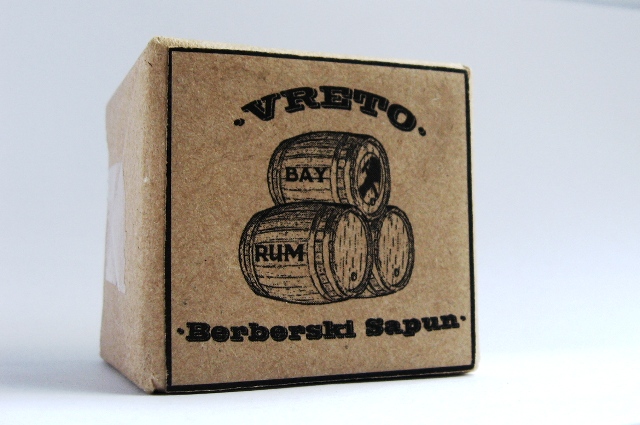 ·VRETO·
BAY
RUM
·Berberski Sapun·